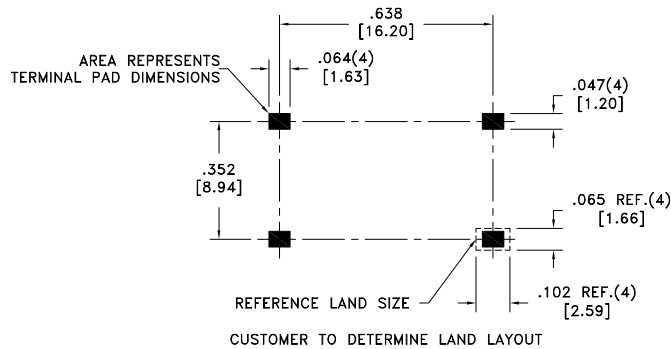 .638
[16.20]
AREA REPRESENTS
TERMINAL PAD DIMENSIONS
.064(4)
[1.63]
.047(4)
[1.20]
.352
[8.94]
.065 REF.(4)
[1.66]
REFERENCE LAND SIZE
.102 REF.(4)
[2.59]
CUSTOMER TO DETERMINE LAND LAYOUT